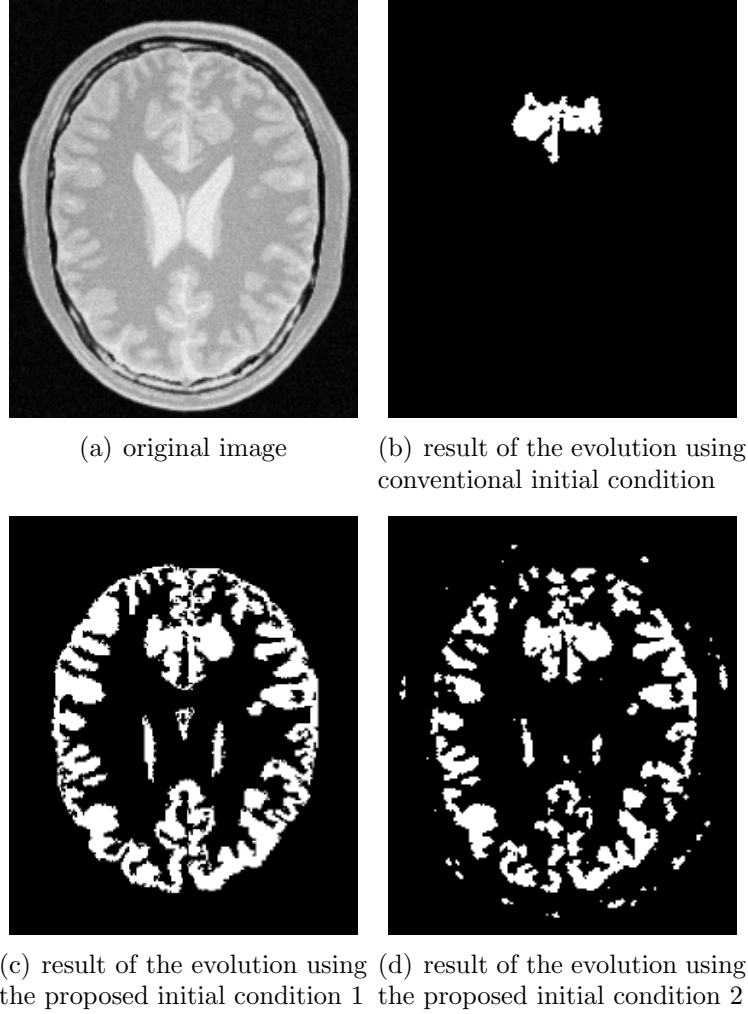 (a) original image
(b) result of the evolution using
conventional initial condition
(c) result of the evolution using
the proposed initial condition 1
(d) result of the evolution using
the proposed initial condition 2